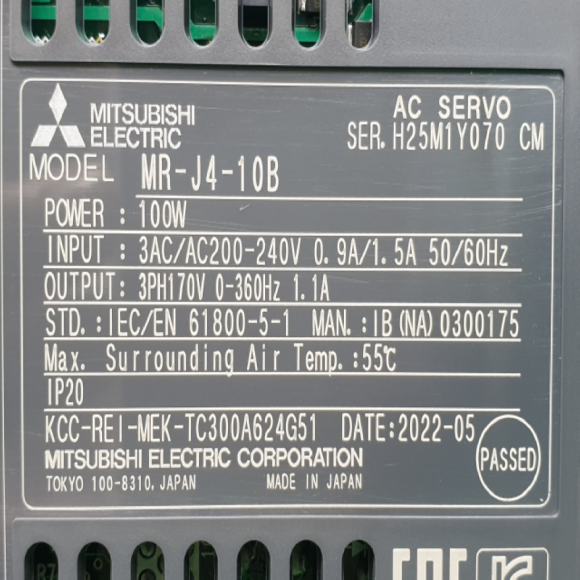 MITSUBISHI
ELECTRIC
AC SERVO
SER. H25M1Y070 CM
MODEL MR-J4-10B
POWER : 100W
INPUT : 3AC/AC200-240V 0.9A/1.5A 50/60Hz
OUTPUT: 3PH170V 0-360Hz 1.1A
STD.: IEC/EN 61800-5-1 MAN.: IB(NA)0300175
Max. Surrounding Air Temp.:55℃
IP20
KCC-REI-MEK-TC300A624G51 DATE:2022-05
MITSUBISHI ELECTRIC CORPORATION
PASSED
TOKYO 100-8310, JAPAN MADE IN JAPAN